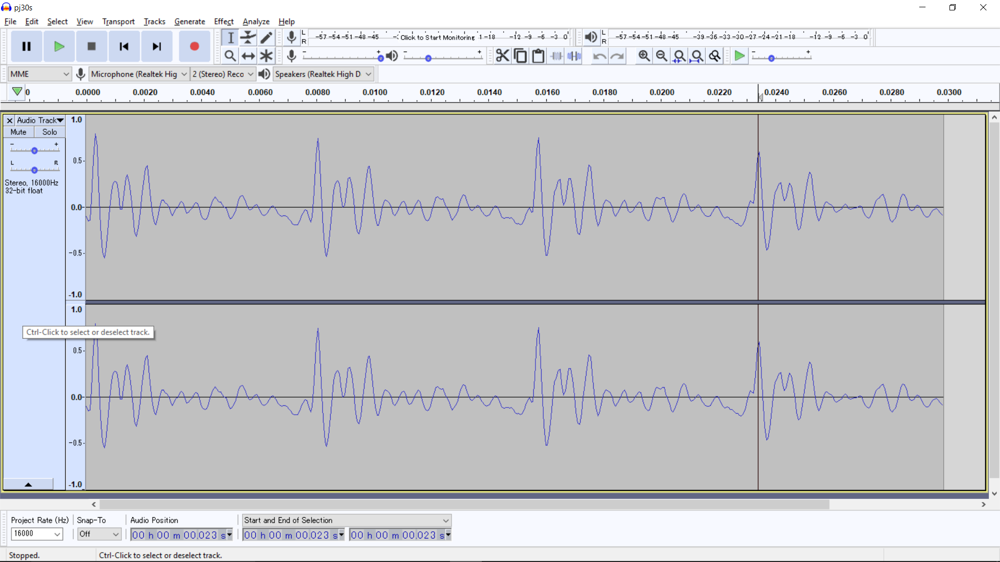 pj30s
File Edit Select View Transport Tracks Generate Effect Analyze Help
L R -57 -54 -51 -48 -45 Click to Start Monitoring 1 -18 -12 -9 -6 -3 0
L R -57 -54 -51 -48 -45 -39 -36 -33 -30 -27 -24 -21 -18 -12 -9 -6 -3 0
- + - + - +
MME Microphone (Realtek Hig 2 (Stereo) Reco Speakers (Realtek High D
0 0.0000 0.0020 0.0040 0.0060 0.0080 0.0100 0.0120 0.0140 0.0160 0.0180 0.0200 0.0220 0.0240 0.0260 0.0280 0.0300
Audio Track
Mute Solo
- +
L R
Stereo, 16000Hz
32-bit float
1.0
0.5
0.0
-0.5
-1.0
1.0
Ctrl-Click to select or deselect track.
0.5
0.0
-0.5
-1.0
Project Rate (Hz) Snap-To Audio Position Start and End of Selection
16000 Off 00 h 00 m 00.023 s 00 h 00 m 00.023 s 00 h 00 m 00.023 s
Stopped. Ctrl-Click to select or deselect track.